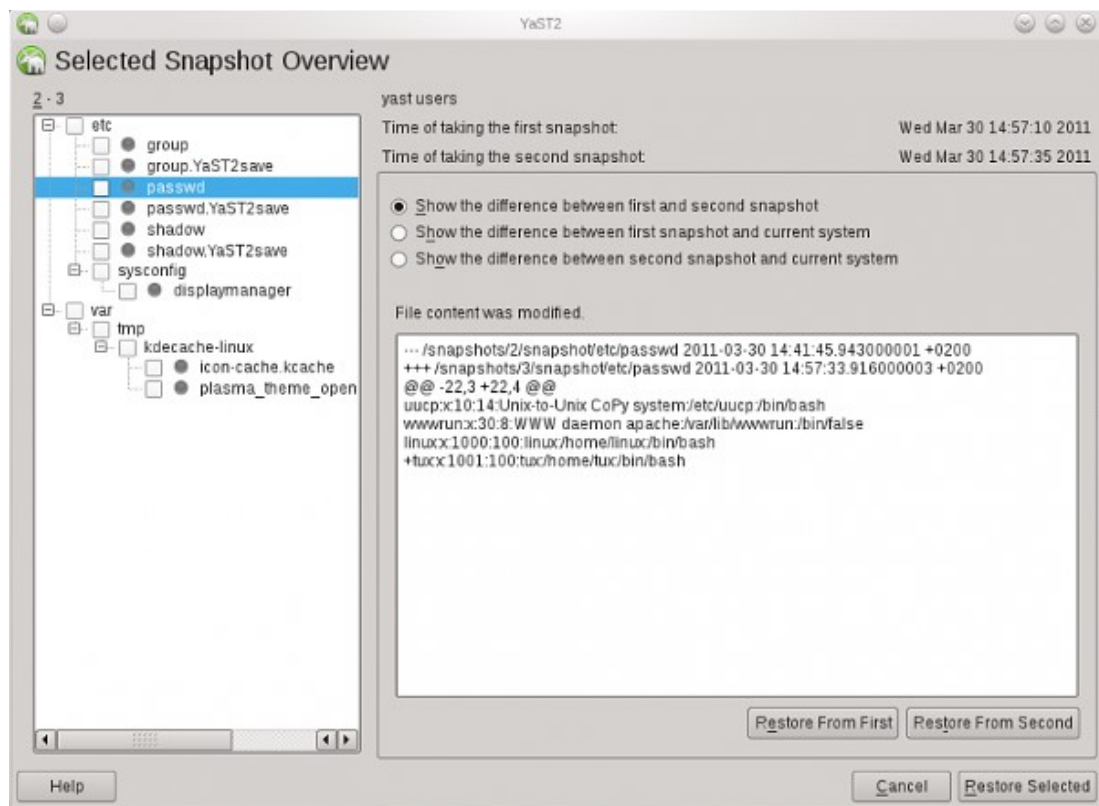 YaST2
Selected Snapshot Overview
2 - 3
etc
group
group.YaST2save
passwd
passwd.YaST2save
shadow
shadow.YaST2save
sysconfig
displaymanager
var
tmp
kdecache-linux
icon-cache.kcache
plasma_theme_open
yast users
Time of taking the first snapshot: Wed Mar 30 14:57:10 2011
Time of taking the second snapshot: Wed Mar 30 14:57:35 2011
Show the difference between first and second snapshot
Show the difference between first snapshot and current system
Show the difference between second snapshot and current system
File content was modified.
--- /snapshots/2/snapshot/etc/passwd 2011-03-30 14:41:45.943000001 +0200
+++ /snapshots/3/snapshot/etc/passwd 2011-03-30 14:57:33.916000003 +0200
@@ -22,3 +22,4 @@
uucp:x:10:14:Unix-to-Unix CoPy system:/etc/uucp:/bin/bash
wwwrun:x:30:8:WWW daemon apache:/var/lib/wwwrun:/bin/false
linux:x:1000:100:linux:/home/linux:/bin/bash
+tux:x:1001:100:tux:/home/tux:/bin/bash
Restore From First Restore From Second
Help Cancel Restore Selected